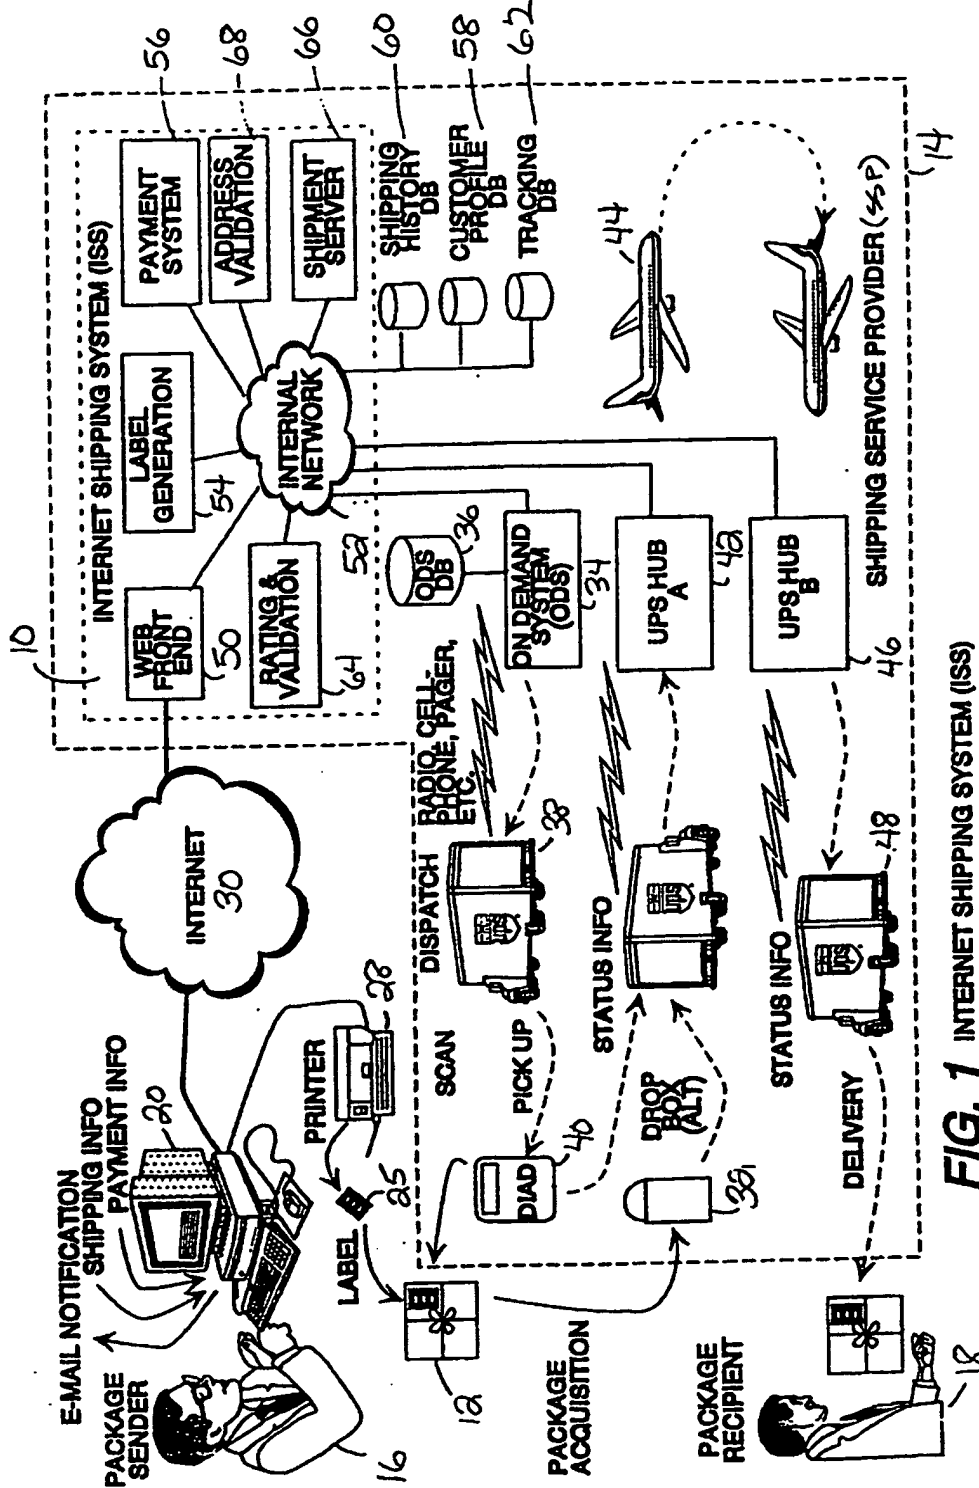 E-MAIL NOTIFICATION
SHIPPING INFO
PAYMENT INFO
20
PACKAGE
SENDER
16
PRINTER
28
LABEL
25
12
INTERNET
30
10
INTERNET SHIPPING SYSTEM (ISS)
WEB
FRONT
END
50
LABEL
GENERATION
54
PAYMENT
SYSTEM
56
ADDRESS
VALIDATION
68
SHIPMENT
SERVER
66
RATING &
VALIDATION
64
INTERNAL
NETWORK
52
SHIPPING
HISTORY
DB
60
CUSTOMER
PROFILE
DB
58
TRACKING
DB
62
ODS
DB
36
RADIO, CELL-
PHONE, PAGER,
ETC.
ON DEMAND
SYSTEM
(ODS)
34
DISPATCH
UPS
38
SCAN
PICK UP
DIAD
40
STATUS INFO
UPS
UPS HUB
A
42
44
DROP
BOX
(ALT)
PACKAGE
ACQUISITION
STATUS INFO
UPS
48
UPS HUB
B
46
DELIVERY
PACKAGE
RECIPIENT
18
SHIPPING SERVICE PROVIDER (SSP)
14
FIG. 1 INTERNET SHIPPING SYSTEM (ISS)